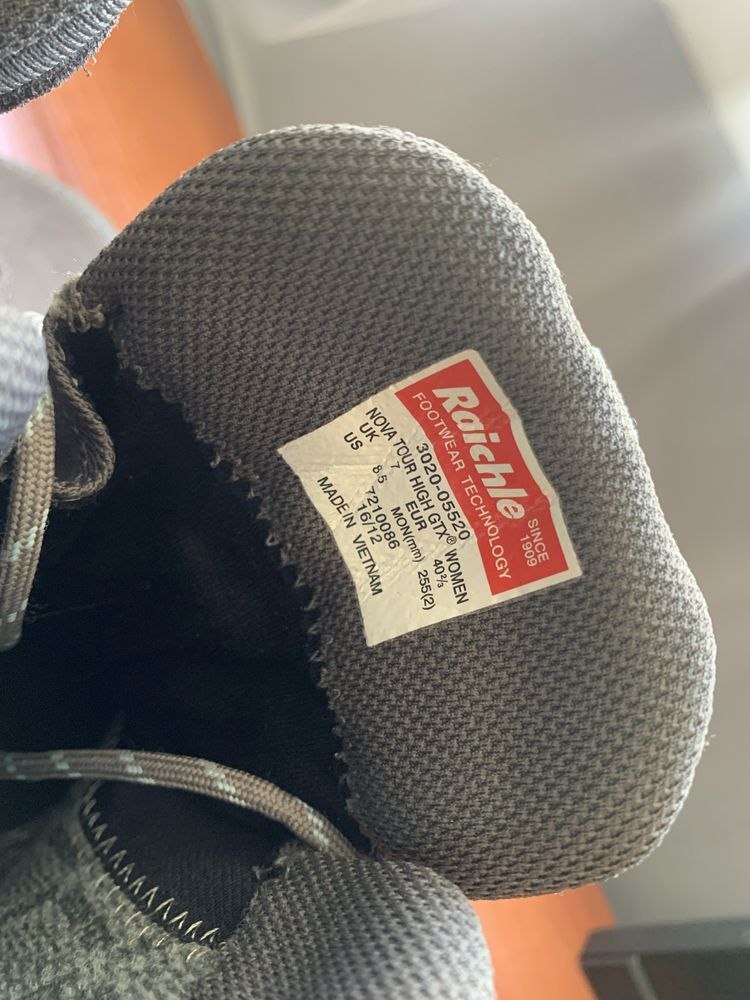 Raichle SINCE 1909
FOOTWEAR TECHNOLOGY
3020-05520
NOVA TOUR HIGH GTX® WOMEN
UK 7 EUR 40⅔
US 8.5 MON(mm) 255(2)
7210086
16/12
MADE IN VIETNAM